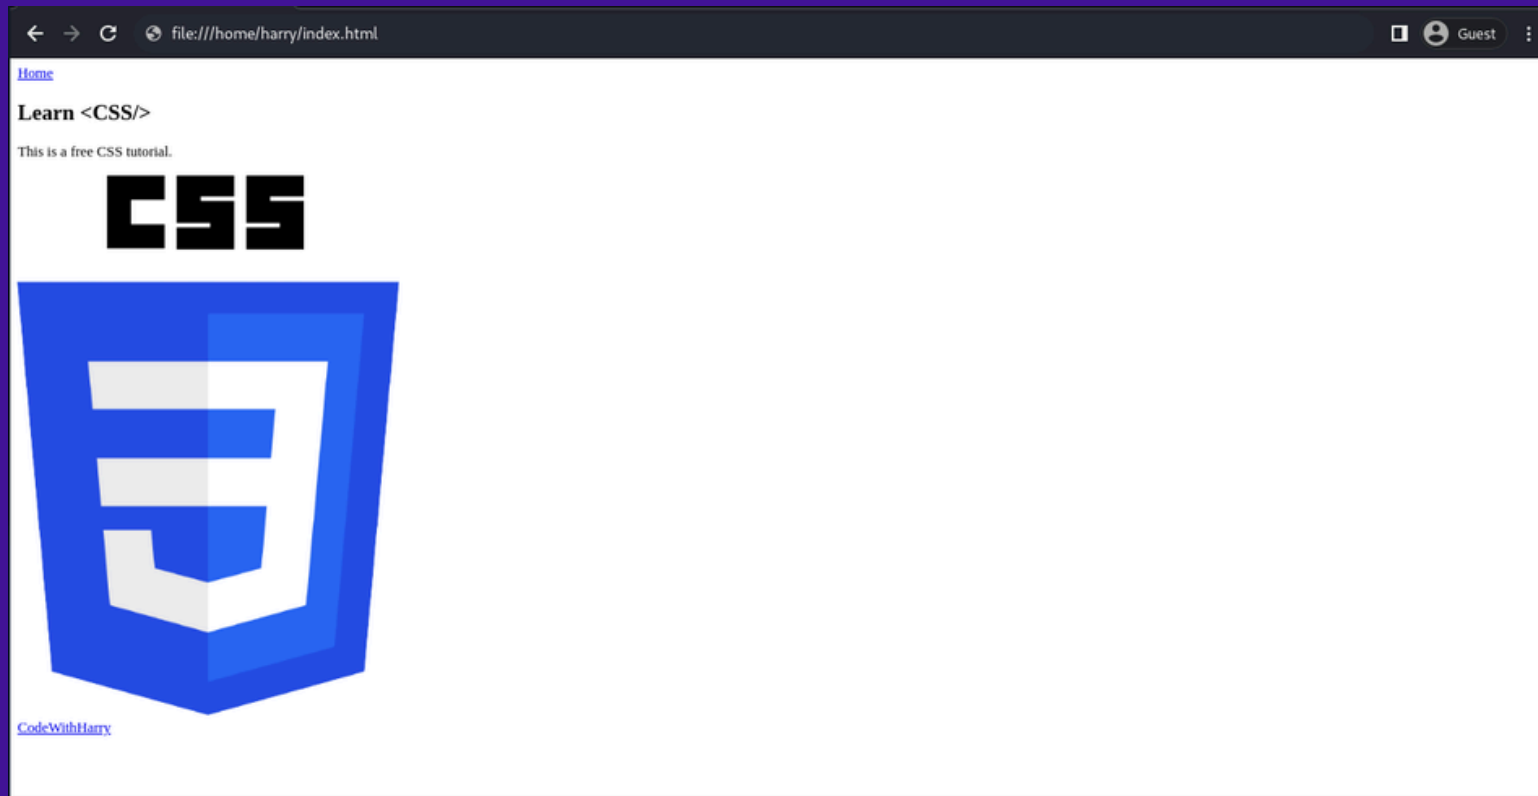 file:///home/harry/index.html
Guest
Home
Learn <CSS/>
This is a free CSS tutorial.
CSS
3
CodeWithHarry